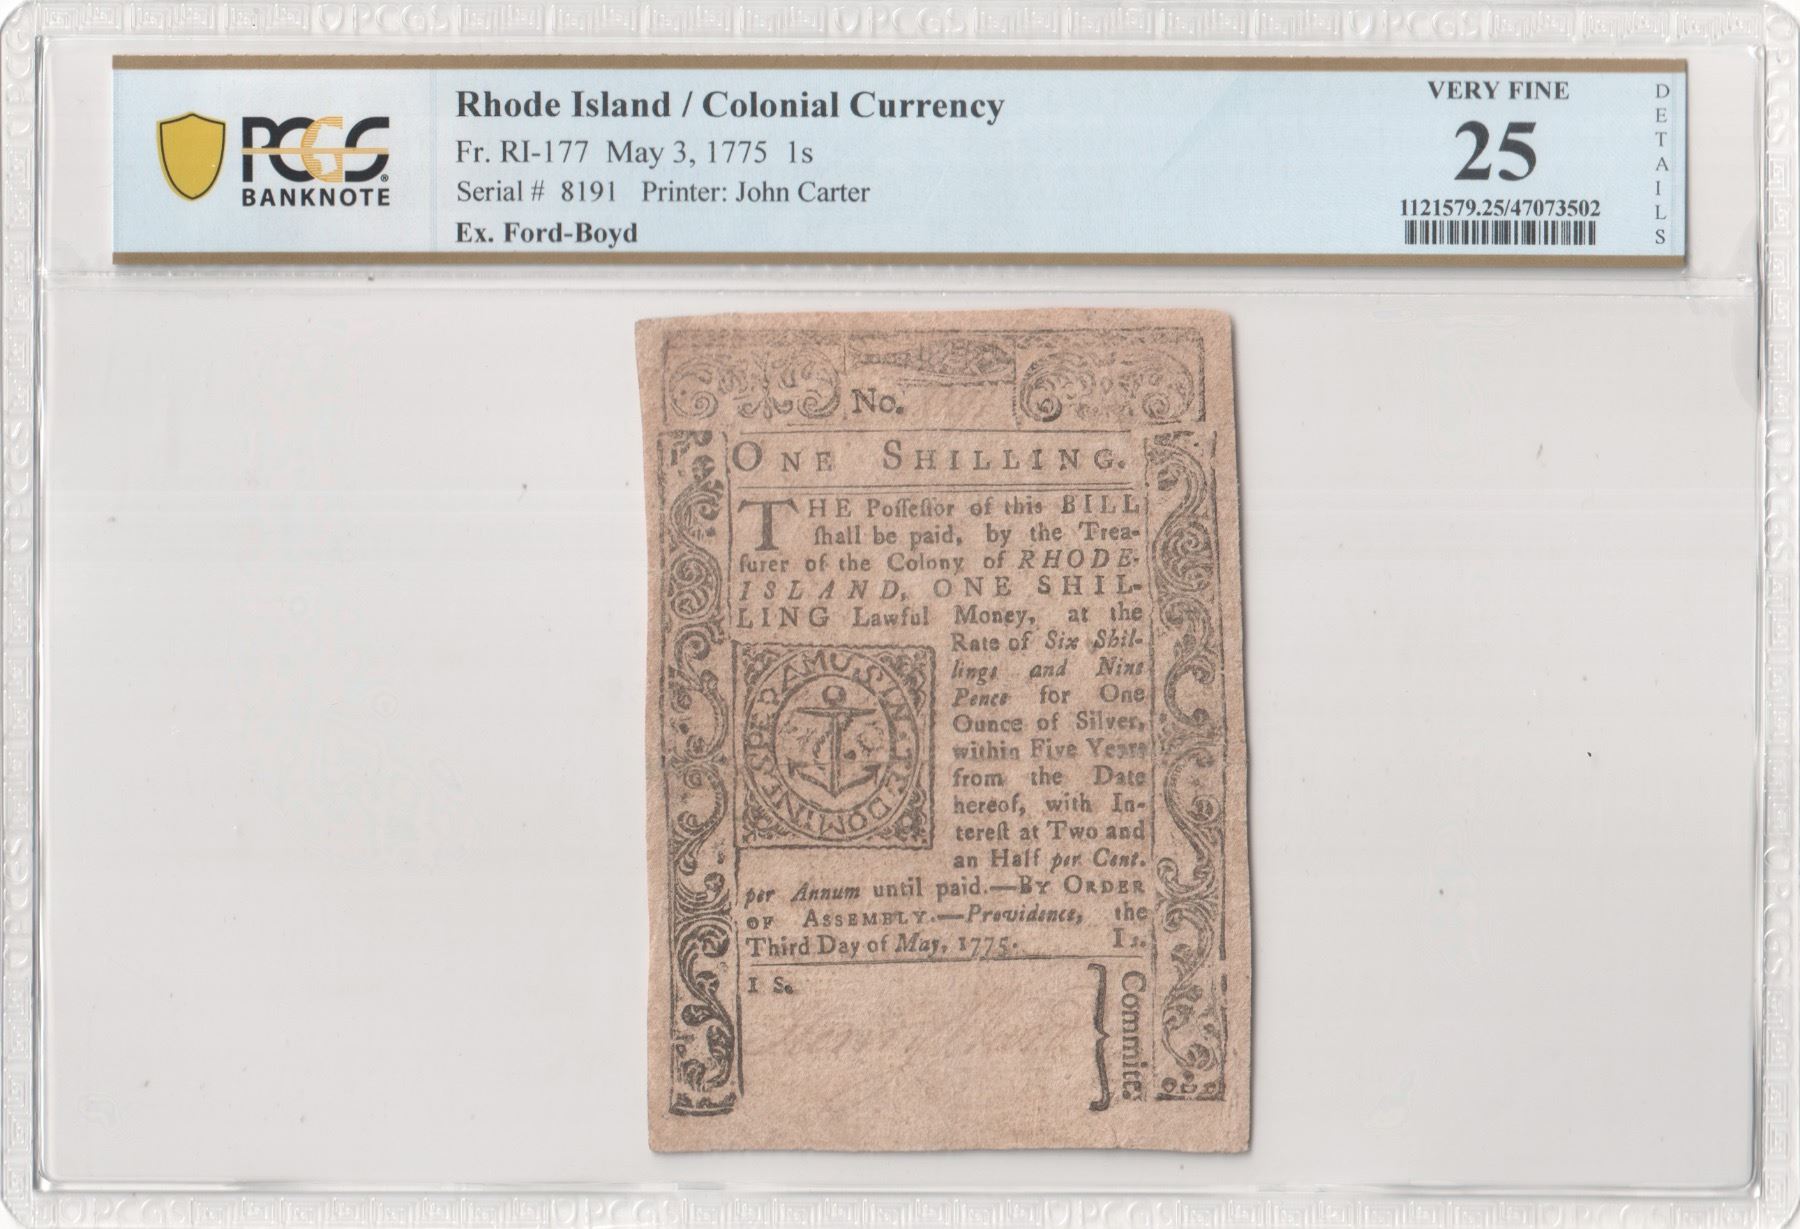 PCGS
BANKNOTE
Rhode Island / Colonial Currency
Fr. RI-177 May 3, 1775 1s
Serial # 8191 Printer: John Carter
Ex. Ford-Boyd
VERY FINE
25
1121579.25/47073502
DETAILS
No.
ONE SHILLING.
THE Poſſeſſor of this BILL
ſhall be paid, by the Trea-
ſurer of the Colony of RHODE-
ISLAND, ONE SHIL-
LING Lawful Money, at the
Rate of Six Shil-
lings and Nine
Pence for One
Ounce of Silver,
within Five Years
from the Date
hereof, with In-
tereſt at Two and
an Half per Cent.
per Annum until paid.—BY ORDER
OF ASSEMBLY.—Providence, the
Third Day of May, 1775. 1s.
IN TE DOMINE SPERAMUS
1 S.
Committee